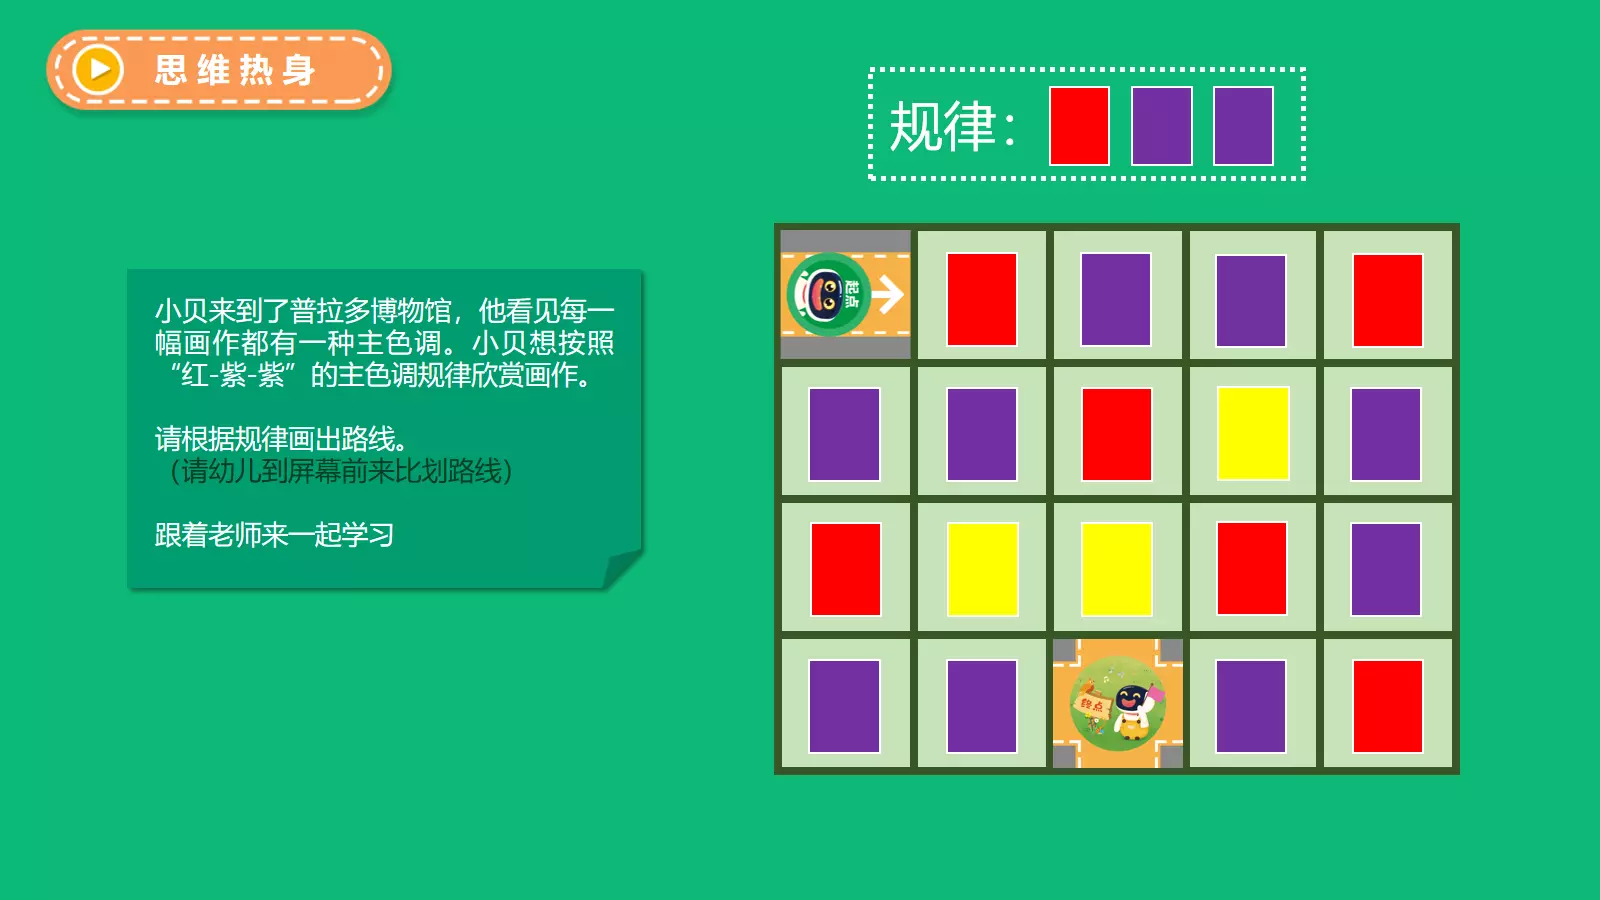 思维热身
规律：
小贝来到了普拉多博物馆，他看见每一
幅画作都有一种主色调。小贝想按照
“红-紫-紫”的主色调规律欣赏画作。
请根据规律画出路线。
（请幼儿到屏幕前来比划路线）
跟着老师来一起学习
起点
终点